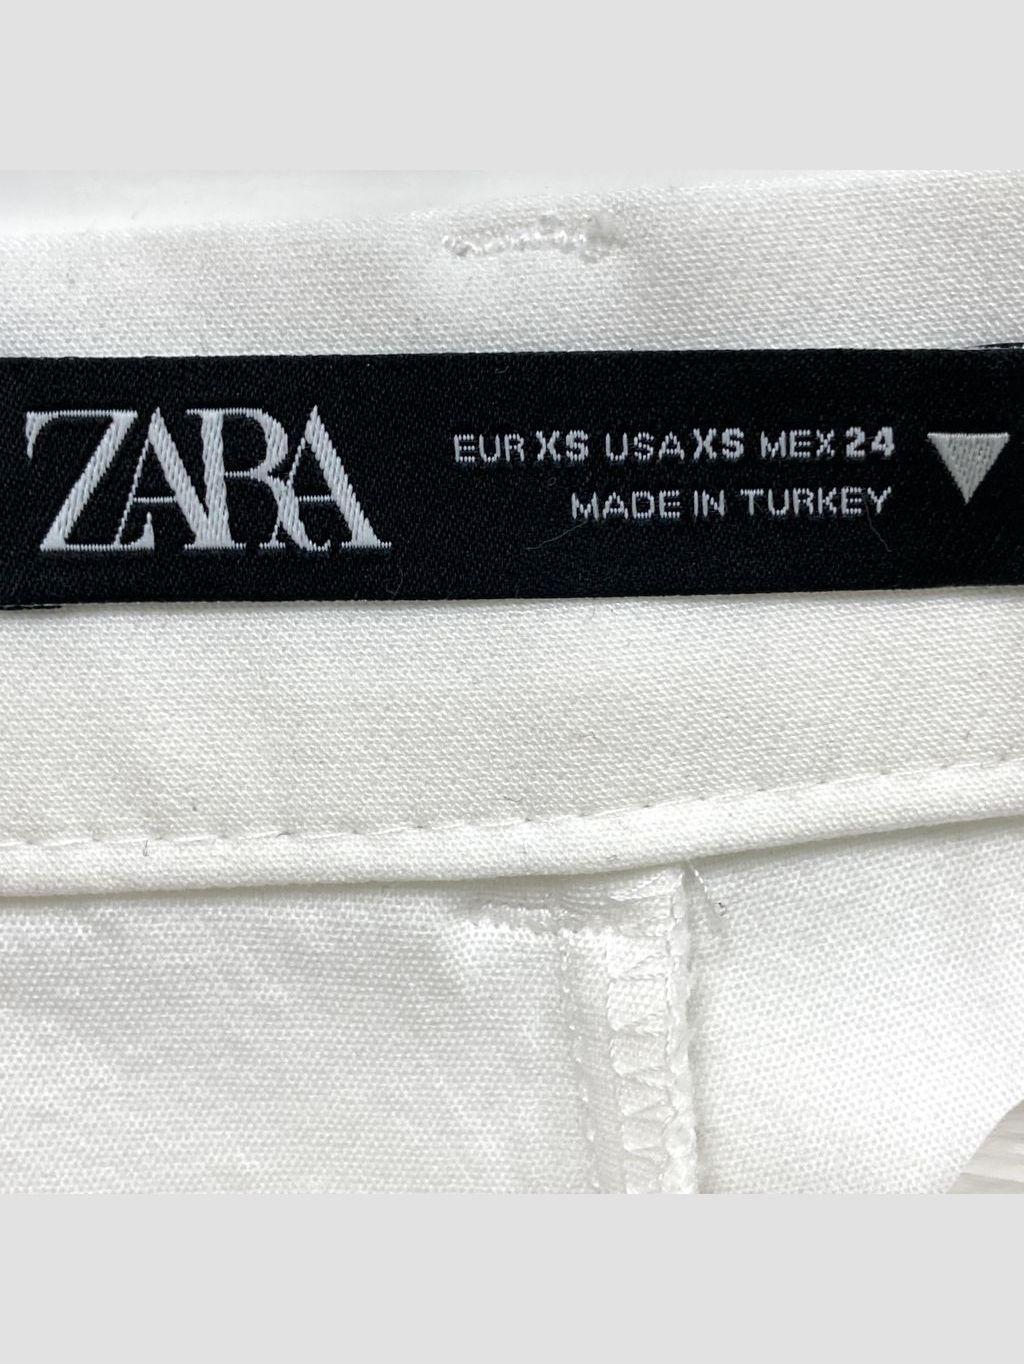 ZARA
EUR XS USA XS MEX 24
MADE IN TURKEY